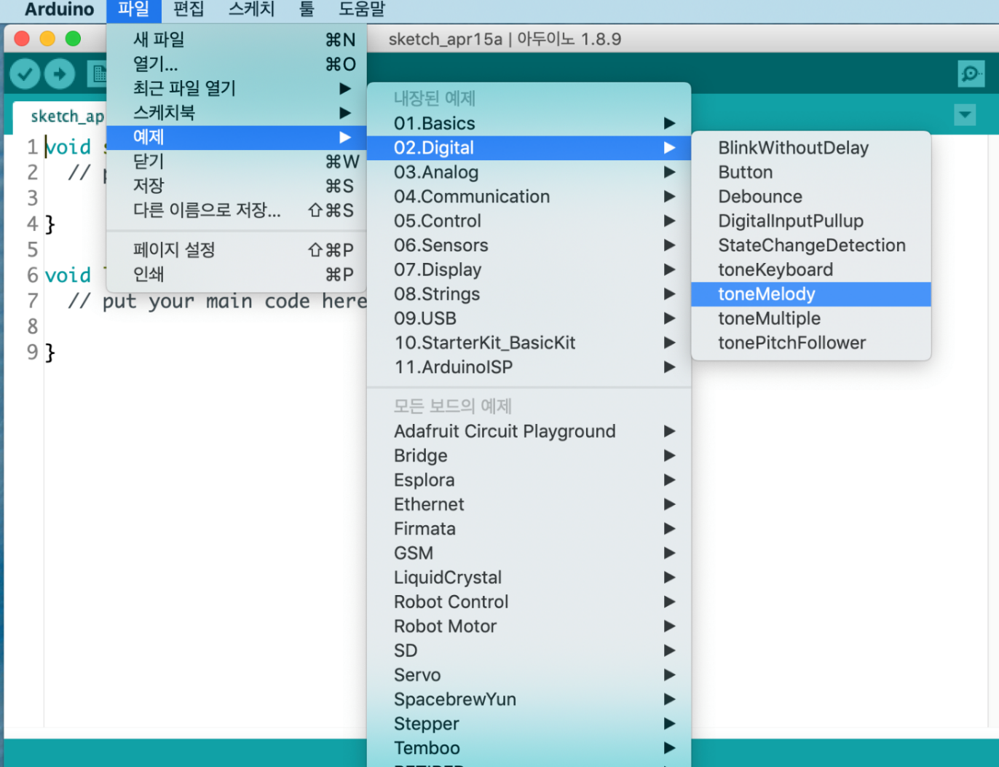 Arduino 파일 편집 스케치 툴 도움말
sketch_apr15a | 아두이노 1.8.9
새 파일 ⌘N
열기... ⌘O
최근 파일 열기 ▶
스케치북 ▶
예제 ▶
닫기 ⌘W
저장 ⌘S
다른 이름으로 저장... ⇧⌘S
페이지 설정 ⇧⌘P
인쇄 ⌘P
sketch_ap
1 void
2 //
3
4 }
5
6 void
7 // put your main code here
8
9 }
내장된 예제
01.Basics ▶
02.Digital ▶
03.Analog ▶
04.Communication ▶
05.Control ▶
06.Sensors ▶
07.Display ▶
08.Strings ▶
09.USB ▶
10.StarterKit_BasicKit ▶
11.ArduinoISP ▶
모든 보드의 예제
Adafruit Circuit Playground ▶
Bridge ▶
Esplora ▶
Ethernet ▶
Firmata ▶
GSM ▶
LiquidCrystal ▶
Robot Control ▶
Robot Motor ▶
SD ▶
Servo ▶
SpacebrewYun ▶
Stepper ▶
Temboo ▶
BlinkWithoutDelay
Button
Debounce
DigitalInputPullup
StateChangeDetection
toneKeyboard
toneMelody
toneMultiple
tonePitchFollower